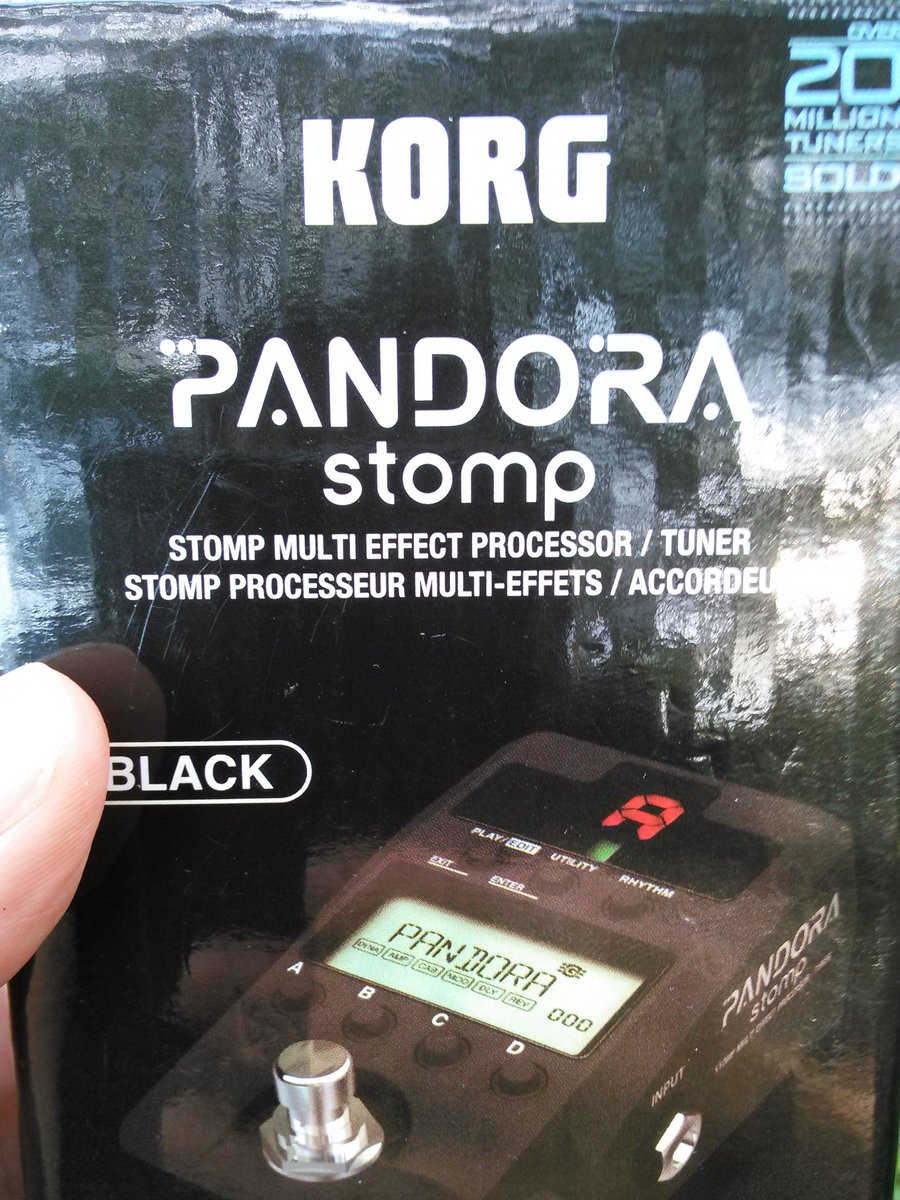 OVER
20
MILLION
TUNERS
SOLD
KORG
PANDORA
stomp
STOMP MULTI EFFECT PROCESSOR / TUNER
STOMP PROCESSEUR MULTI-EFFETS / ACCORDEU
BLACK
A
PLAY/EDIT UTILITY RHYTHM
EXIT ENTER
PANDORA
DYNA AMP CAB MOD DLY REV
000
A B C D
PANDORA
stomp
INPUT